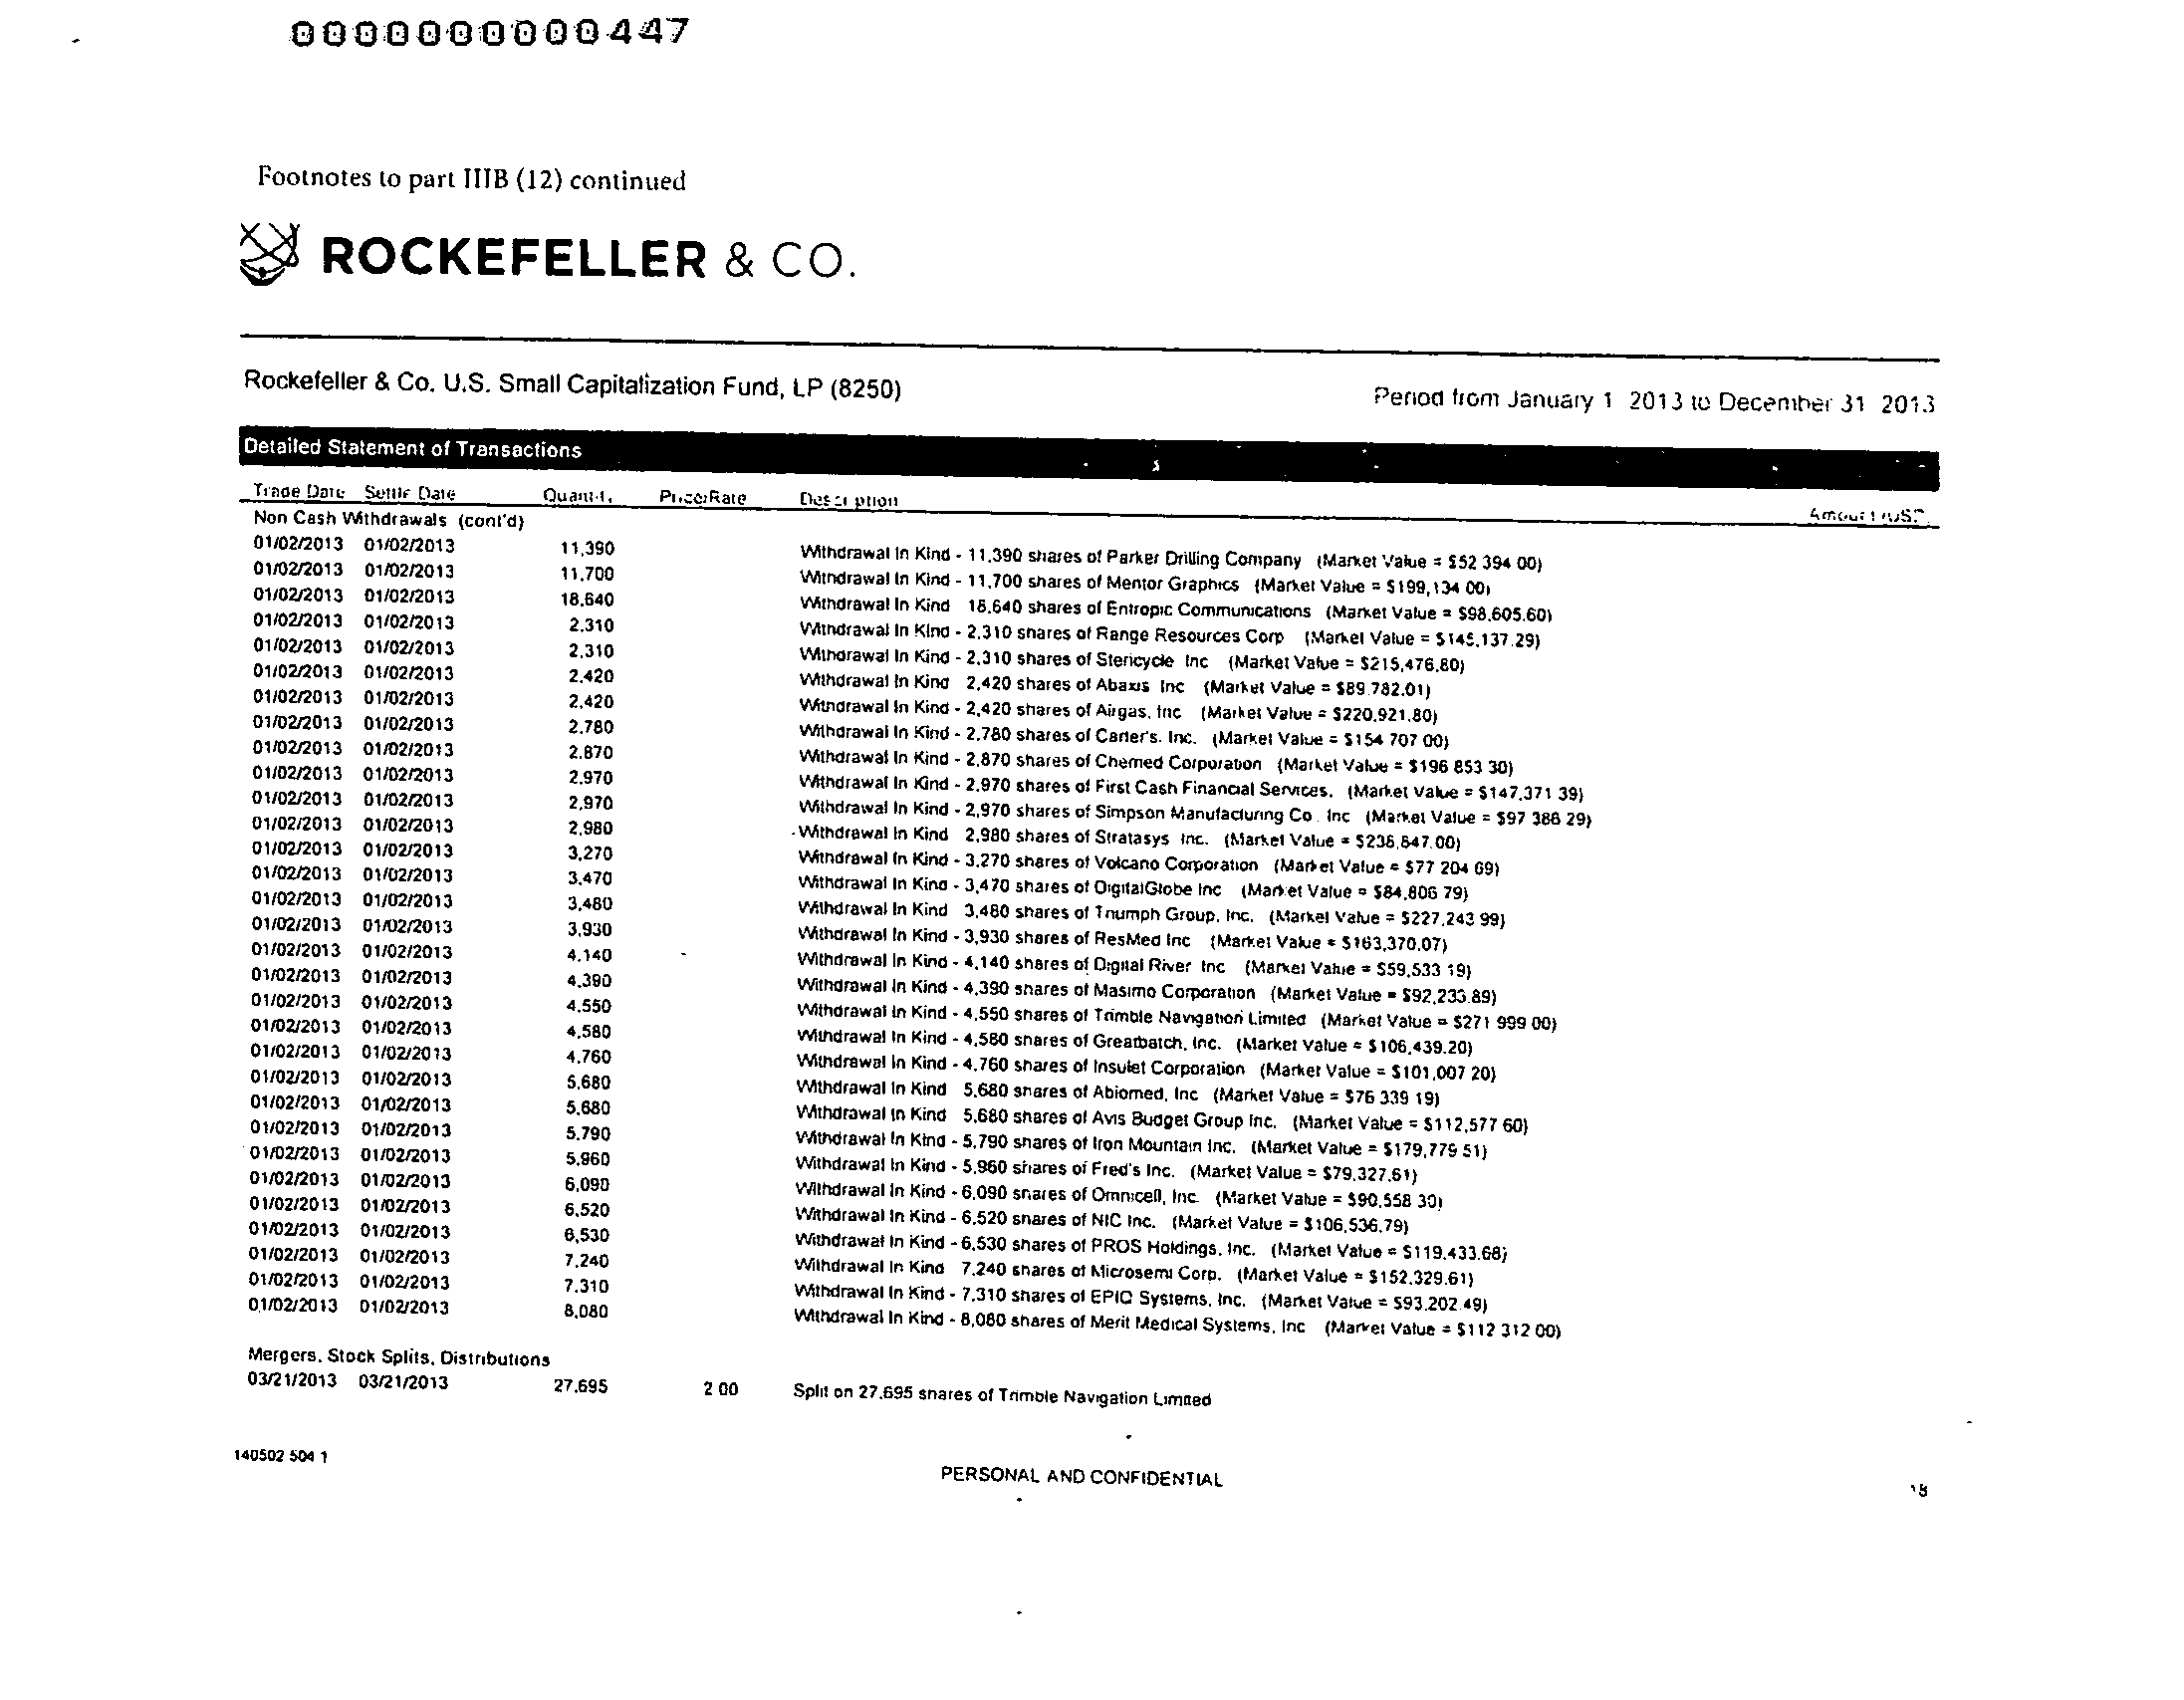 0000000000447
Footnotes to part IIIB (12) continued
ROCKEFELLER & CO.
Rockefeller & Co. U.S. Small Capitalization Fund, LP (8250)
Period from January 1 2013 to December 31 2013
Detailed Statement of Transactions
Trade Date Settle Date Quantity Price/Rate Description
Non Cash Withdrawals (cont'd)
01/02/2013 01/02/2013 11,390 Withdrawal In Kind - 11,390 shares of Parker Drilling Company (Market Value = $52 394 00)
01/02/2013 01/02/2013 11,700 Withdrawal In Kind - 11,700 shares of Mentor Graphics (Market Value = $199,134 00)
01/02/2013 01/02/2013 18,640 Withdrawal In Kind 18,640 shares of Entropic Communications (Market Value = $98,605.60)
01/02/2013 01/02/2013 2,310 Withdrawal In Kind - 2,310 shares of Range Resources Corp (Market Value = $145,137.29)
01/02/2013 01/02/2013 2,310 Withdrawal In Kind - 2,310 shares of Stericycle Inc (Market Value = $215,476.80)
01/02/2013 01/02/2013 2,420 Withdrawal In Kind 2,420 shares of Abaxis Inc (Market Value = $89 782.01)
01/02/2013 01/02/2013 2,420 Withdrawal In Kind - 2,420 shares of Airgas, Inc (Market Value = $220,921.80)
01/02/2013 01/02/2013 2,780 Withdrawal In Kind - 2,780 shares of Carter's, Inc. (Market Value = $154 707 00)
01/02/2013 01/02/2013 2,870 Withdrawal In Kind - 2,870 shares of Chemed Corporation (Market Value = $196 853 30)
01/02/2013 01/02/2013 2,970 Withdrawal In Kind - 2,970 shares of First Cash Financial Services. (Market Value = $147,371 39)
01/02/2013 01/02/2013 2,970 Withdrawal In Kind - 2,970 shares of Simpson Manufacturing Co Inc (Market Value = $97 386 29)
01/02/2013 01/02/2013 2,980 Withdrawal In Kind 2,980 shares of Stratasys Inc. (Market Value = $238,847.00)
01/02/2013 01/02/2013 3,270 Withdrawal In Kind - 3,270 shares of Volcano Corporation (Market Value = $77 204 69)
01/02/2013 01/02/2013 3,470 Withdrawal In Kind - 3,470 shares of DigitalGlobe Inc (Market Value = $84,806 79)
01/02/2013 01/02/2013 3,480 Withdrawal In Kind 3,480 shares of Triumph Group, Inc. (Market Value = $227,243 99)
01/02/2013 01/02/2013 3,930 Withdrawal In Kind - 3,930 shares of ResMed Inc (Market Value = $163,370.07)
01/02/2013 01/02/2013 4,140 Withdrawal In Kind - 4,140 shares of Digital River Inc (Market Value = $59,533 19)
01/02/2013 01/02/2013 4,390 Withdrawal In Kind - 4,390 shares of Masimo Corporation (Market Value = $92,233.89)
01/02/2013 01/02/2013 4,550 Withdrawal In Kind - 4,550 shares of Trimble Navigation Limited (Market Value = $271 999 00)
01/02/2013 01/02/2013 4,580 Withdrawal In Kind - 4,580 shares of Greatbatch, Inc. (Market Value = $106,439.20)
01/02/2013 01/02/2013 4,760 Withdrawal In Kind - 4,760 shares of Insulet Corporation (Market Value = $101,007 20)
01/02/2013 01/02/2013 5,680 Withdrawal In Kind 5,680 shares of Abiomed, Inc (Market Value = $76 339 19)
01/02/2013 01/02/2013 5,680 Withdrawal In Kind 5,680 shares of Avis Budget Group Inc. (Market Value = $112,577 60)
01/02/2013 01/02/2013 5,790 Withdrawal In Kind - 5,790 shares of Iron Mountain Inc. (Market Value = $179,779 51)
01/02/2013 01/02/2013 5,960 Withdrawal In Kind - 5,960 shares of Fred's Inc. (Market Value = $79,327.61)
01/02/2013 01/02/2013 6,090 Withdrawal In Kind - 6,090 shares of Omnicell, Inc. (Market Value = $90,558 30)
01/02/2013 01/02/2013 6,520 Withdrawal In Kind - 6,520 shares of NIC Inc. (Market Value = $106,536.79)
01/02/2013 01/02/2013 6,530 Withdrawal In Kind - 6,530 shares of PROS Holdings, Inc. (Market Value = $119,433.68)
01/02/2013 01/02/2013 7,240 Withdrawal In Kind 7,240 shares of Microsemi Corp. (Market Value = $152,329.61)
01/02/2013 01/02/2013 7,310 Withdrawal In Kind - 7,310 shares of EPIQ Systems, Inc. (Market Value = $93,202.49)
01/02/2013 01/02/2013 8,080 Withdrawal In Kind - 8,080 shares of Merit Medical Systems, Inc (Market Value = $112 312 00)
Mergers, Stock Splits, Distributions
03/21/2013 03/21/2013 27,695 2 00 Split on 27,695 shares of Trimble Navigation Limited
140502 504 1
PERSONAL AND CONFIDENTIAL
18